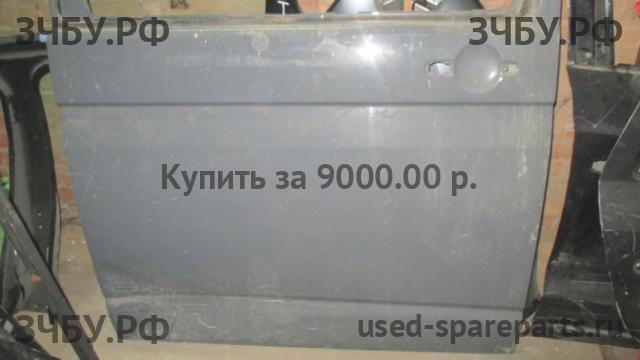 ЗЧБУ.РФ ЗЧБУ.РФ
Купить за 9000.00 р.
ЗЧБУ.РФ used-spareparts.ru